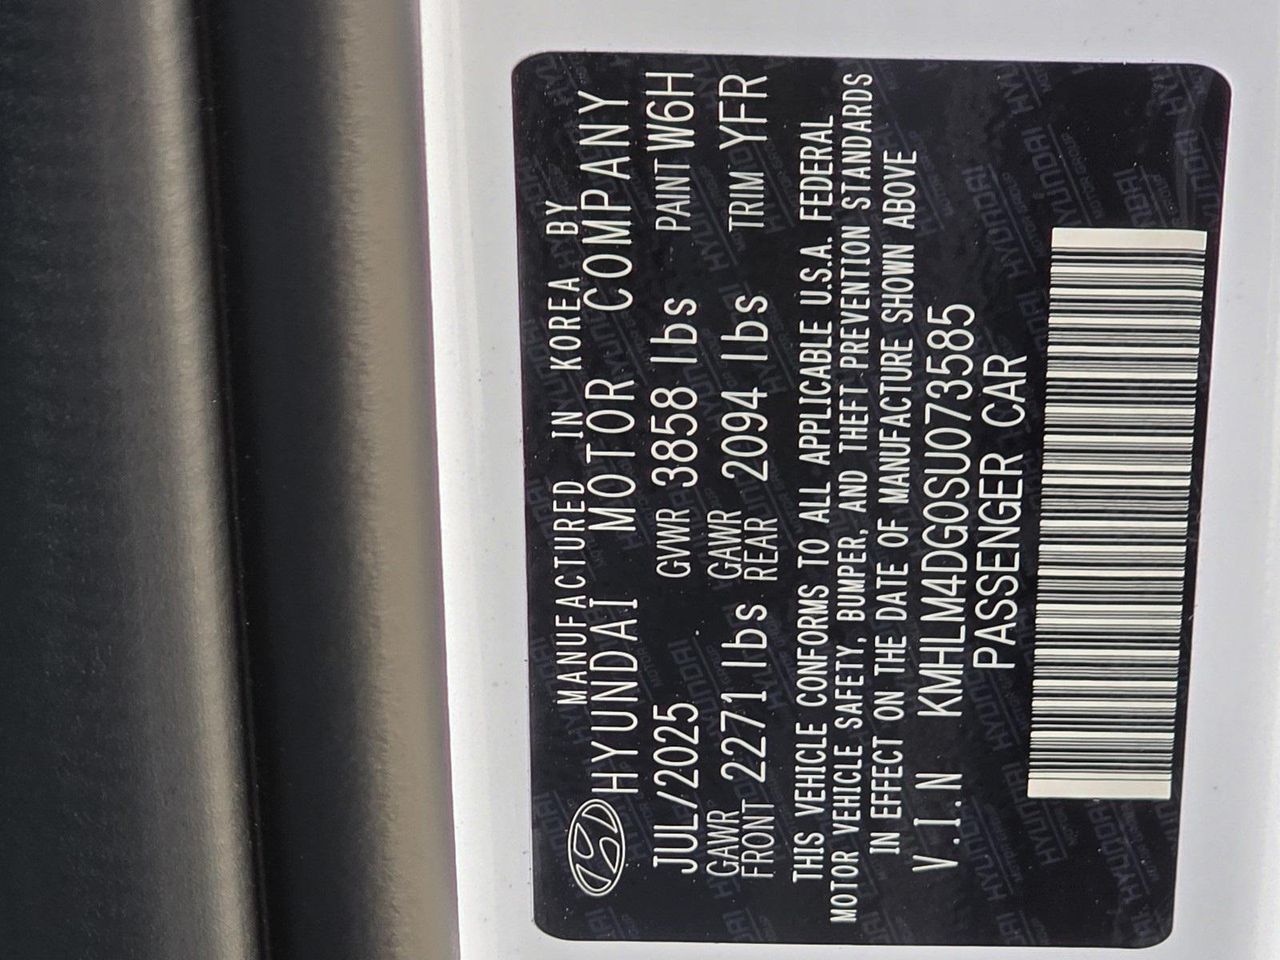 MANUFACTURED IN KOREA BY
HYUNDAI MOTOR COMPANY
JUL/2025 GVWR 3858 lbs PAINT W6H
GAWR FRONT 2271 lbs GAWR REAR 2094 lbs TRIM YFR
THIS VEHICLE CONFORMS TO ALL APPLICABLE U.S.A. FEDERAL
MOTOR VEHICLE SAFETY, BUMPER, AND THEFT PREVENTION STANDARDS
IN EFFECT ON THE DATE OF MANUFACTURE SHOWN ABOVE
V.I.N KMHLM4DG0SU073585
PASSENGER CAR